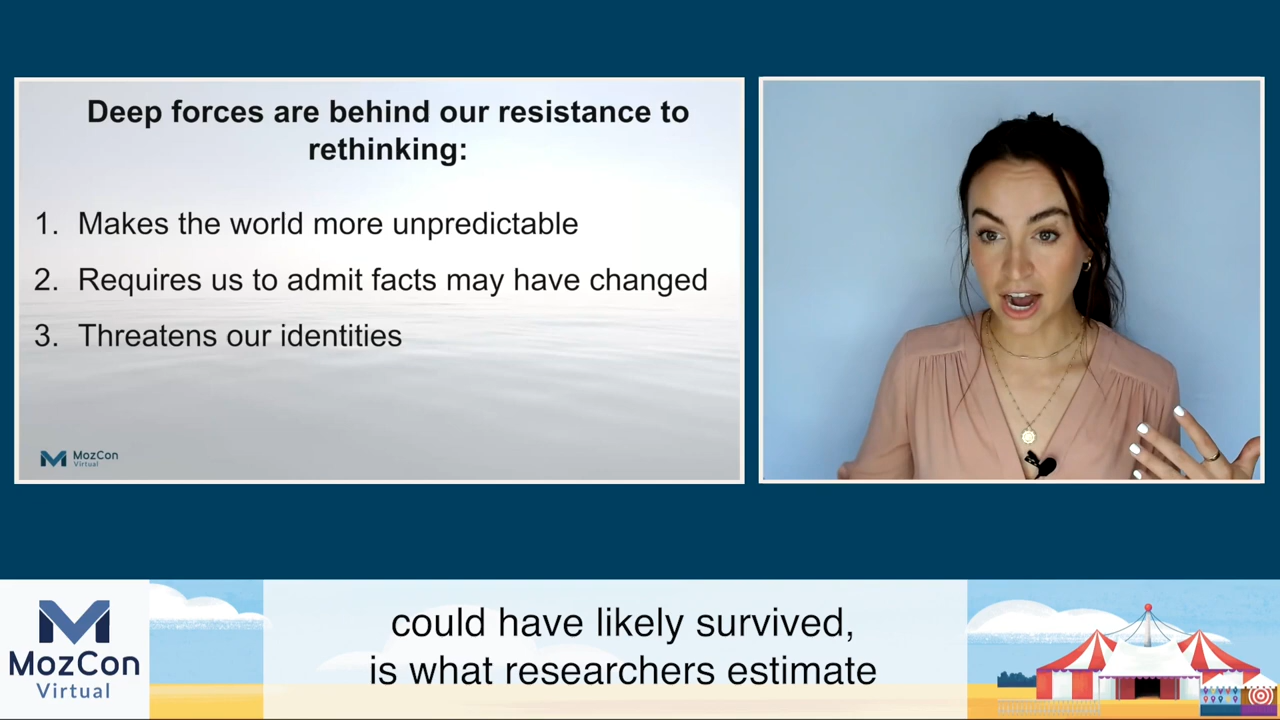 Deep forces are behind our resistance to
rethinking:
1. Makes the world more unpredictable
2. Requires us to admit facts may have changed
3. Threatens our identities
MozCon
Virtual
could have likely survived,
is what researchers estimate
MozCon
Virtual